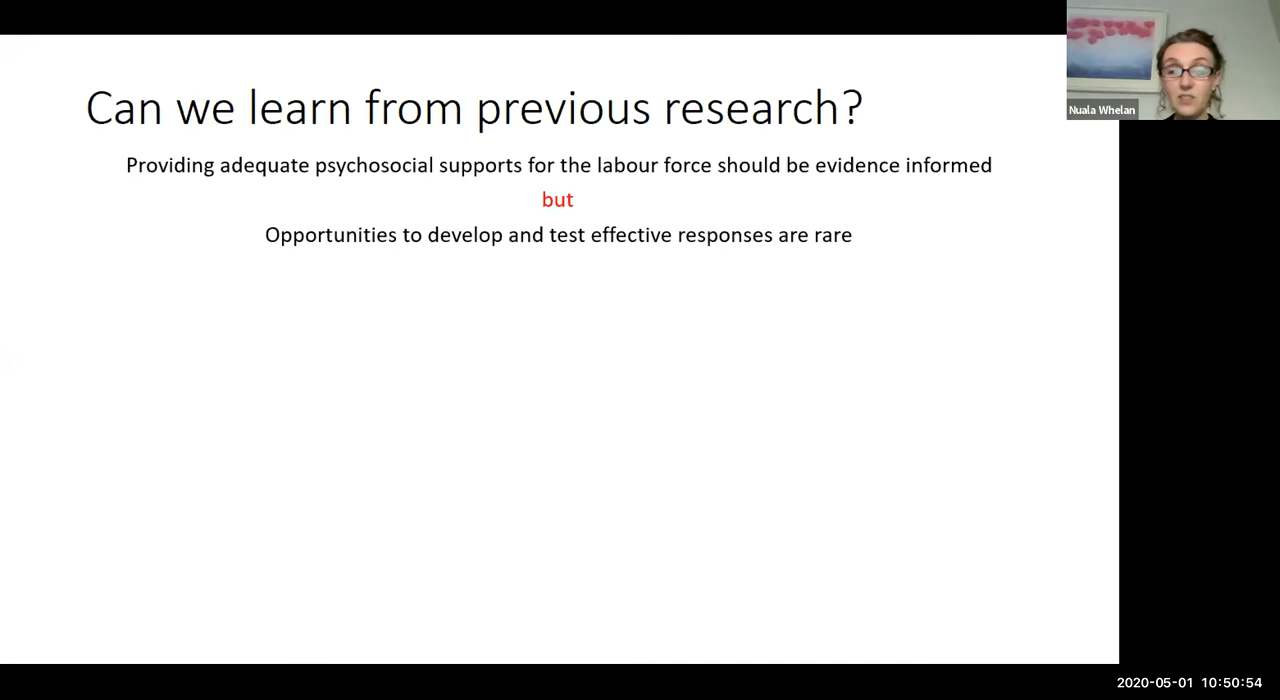 Can we learn from previous research?
Providing adequate psychosocial supports for the labour force should be evidence informed
but
Opportunities to develop and test effective responses are rare
Nuala Whelan
2020-05-01 10:50:54